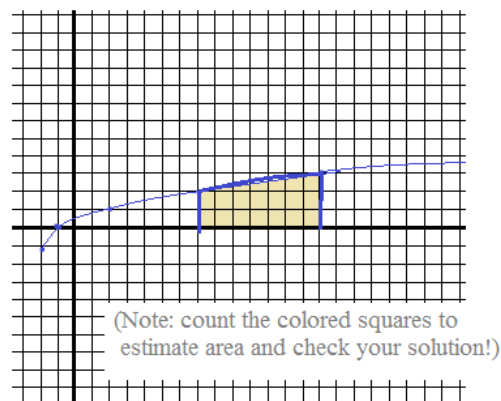 (Note: count the colored squares to
estimate area and check your solution!)